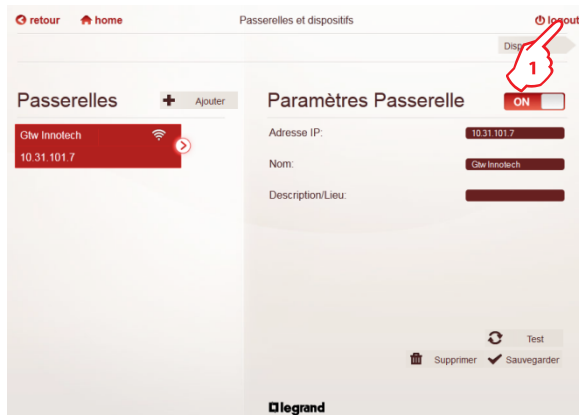 retour home Passerelles et dispositifs logout
1
Passerelles Ajouter Paramètres Passerelle ON
Gtw Innotech
10.31.101.7
Adresse IP: 10.31.101.7
Nom: Gtw Innotech
Description/Lieu:
Test
Supprimer Sauvegarder
legrand